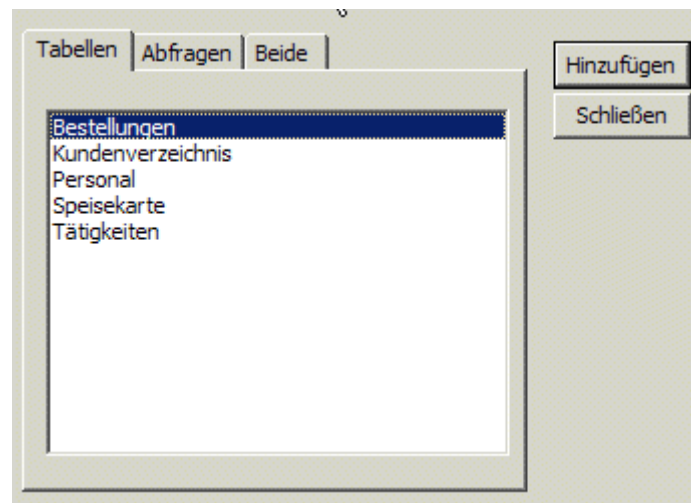 Tabellen
Abfragen
Beide
Hinzufügen
Schließen
Bestellungen
Kundenverzeichnis
Personal
Speisekarte
Tätigkeiten